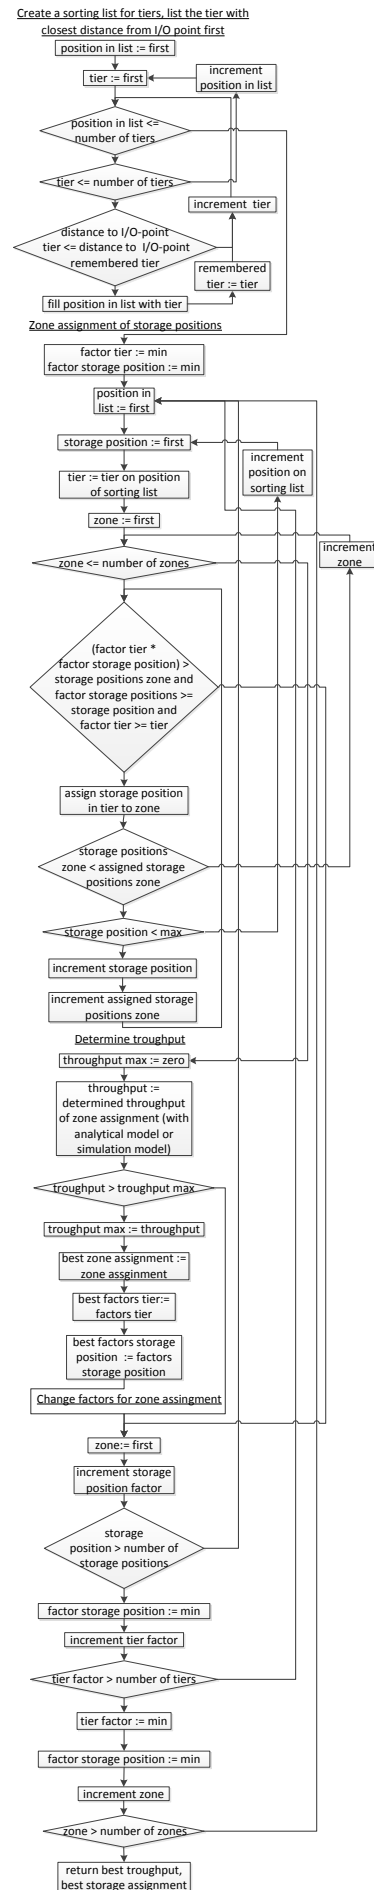 Create a sorting list for tiers, list the tier with
closest distance from I/O point first
position in list := first
tier := first
increment
position in list
position in list <=
number of tiers
tier <= number of tiers
increment  tier
distance to I/O-point
tier <= distance to  I/O-point
remembered tier
remembered
tier := tier
fill position in list with tier
Zone assignment of storage positions
factor tier := min
factor storage position := min
position in
list := first
storage position := first
increment
position on
sorting list
tier := tier on position
of sorting list
zone := first
increment
zone
zone <= number of zones
(factor tier *
factor storage position) >
storage positions zone and
factor storage positions >=
storage position and
factor tier >= tier
assign storage position
in tier to zone
storage positions
zone < assigned storage
positions zone
storage position < max
increment storage position
increment assigned storage
positions zone
Determine troughput
throughput max := zero
throughput :=
determined throughput
of zone assignment (with
analytical model or
simulation model)
troughput > troughput max
troughput max := throughput
best zone assignment :=
zone assginment
best factors tier:=
factors tier
best factors storage
position  := factors
storage position
Change factors for zone assingment
zone:= first
increment storage
position factor
storage
position > number of
storage positions
factor storage position := min
increment tier factor
tier factor > number of tiers
tier factor := min
factor storage position := min
increment zone
zone > number of zones
return best troughput,
best storage assignment